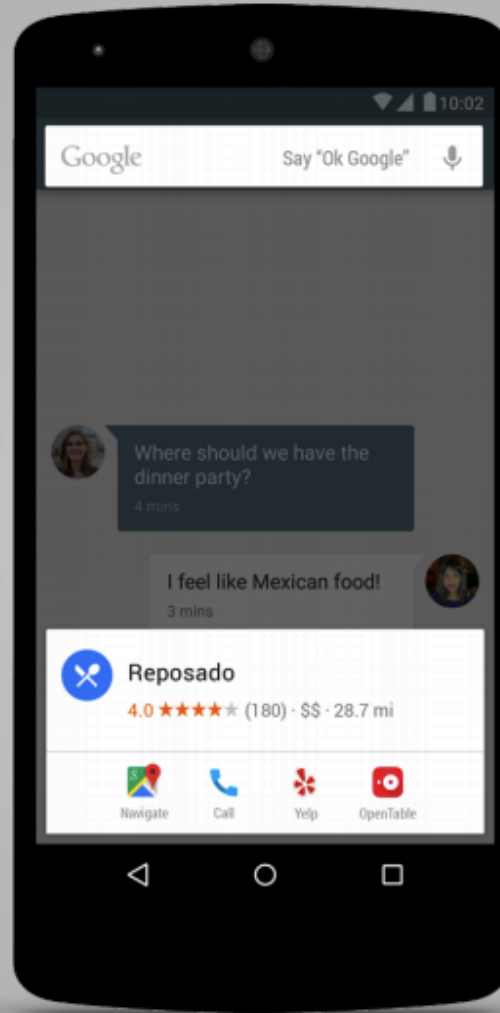 10:02
Google Say "Ok Google"
Where should we have the
dinner party?
4 mins
I feel like Mexican food!
3 mins
Reposado
4.0 ★★★★★ (180) · $$ · 28.7 mi
Navigate Call Yelp OpenTable